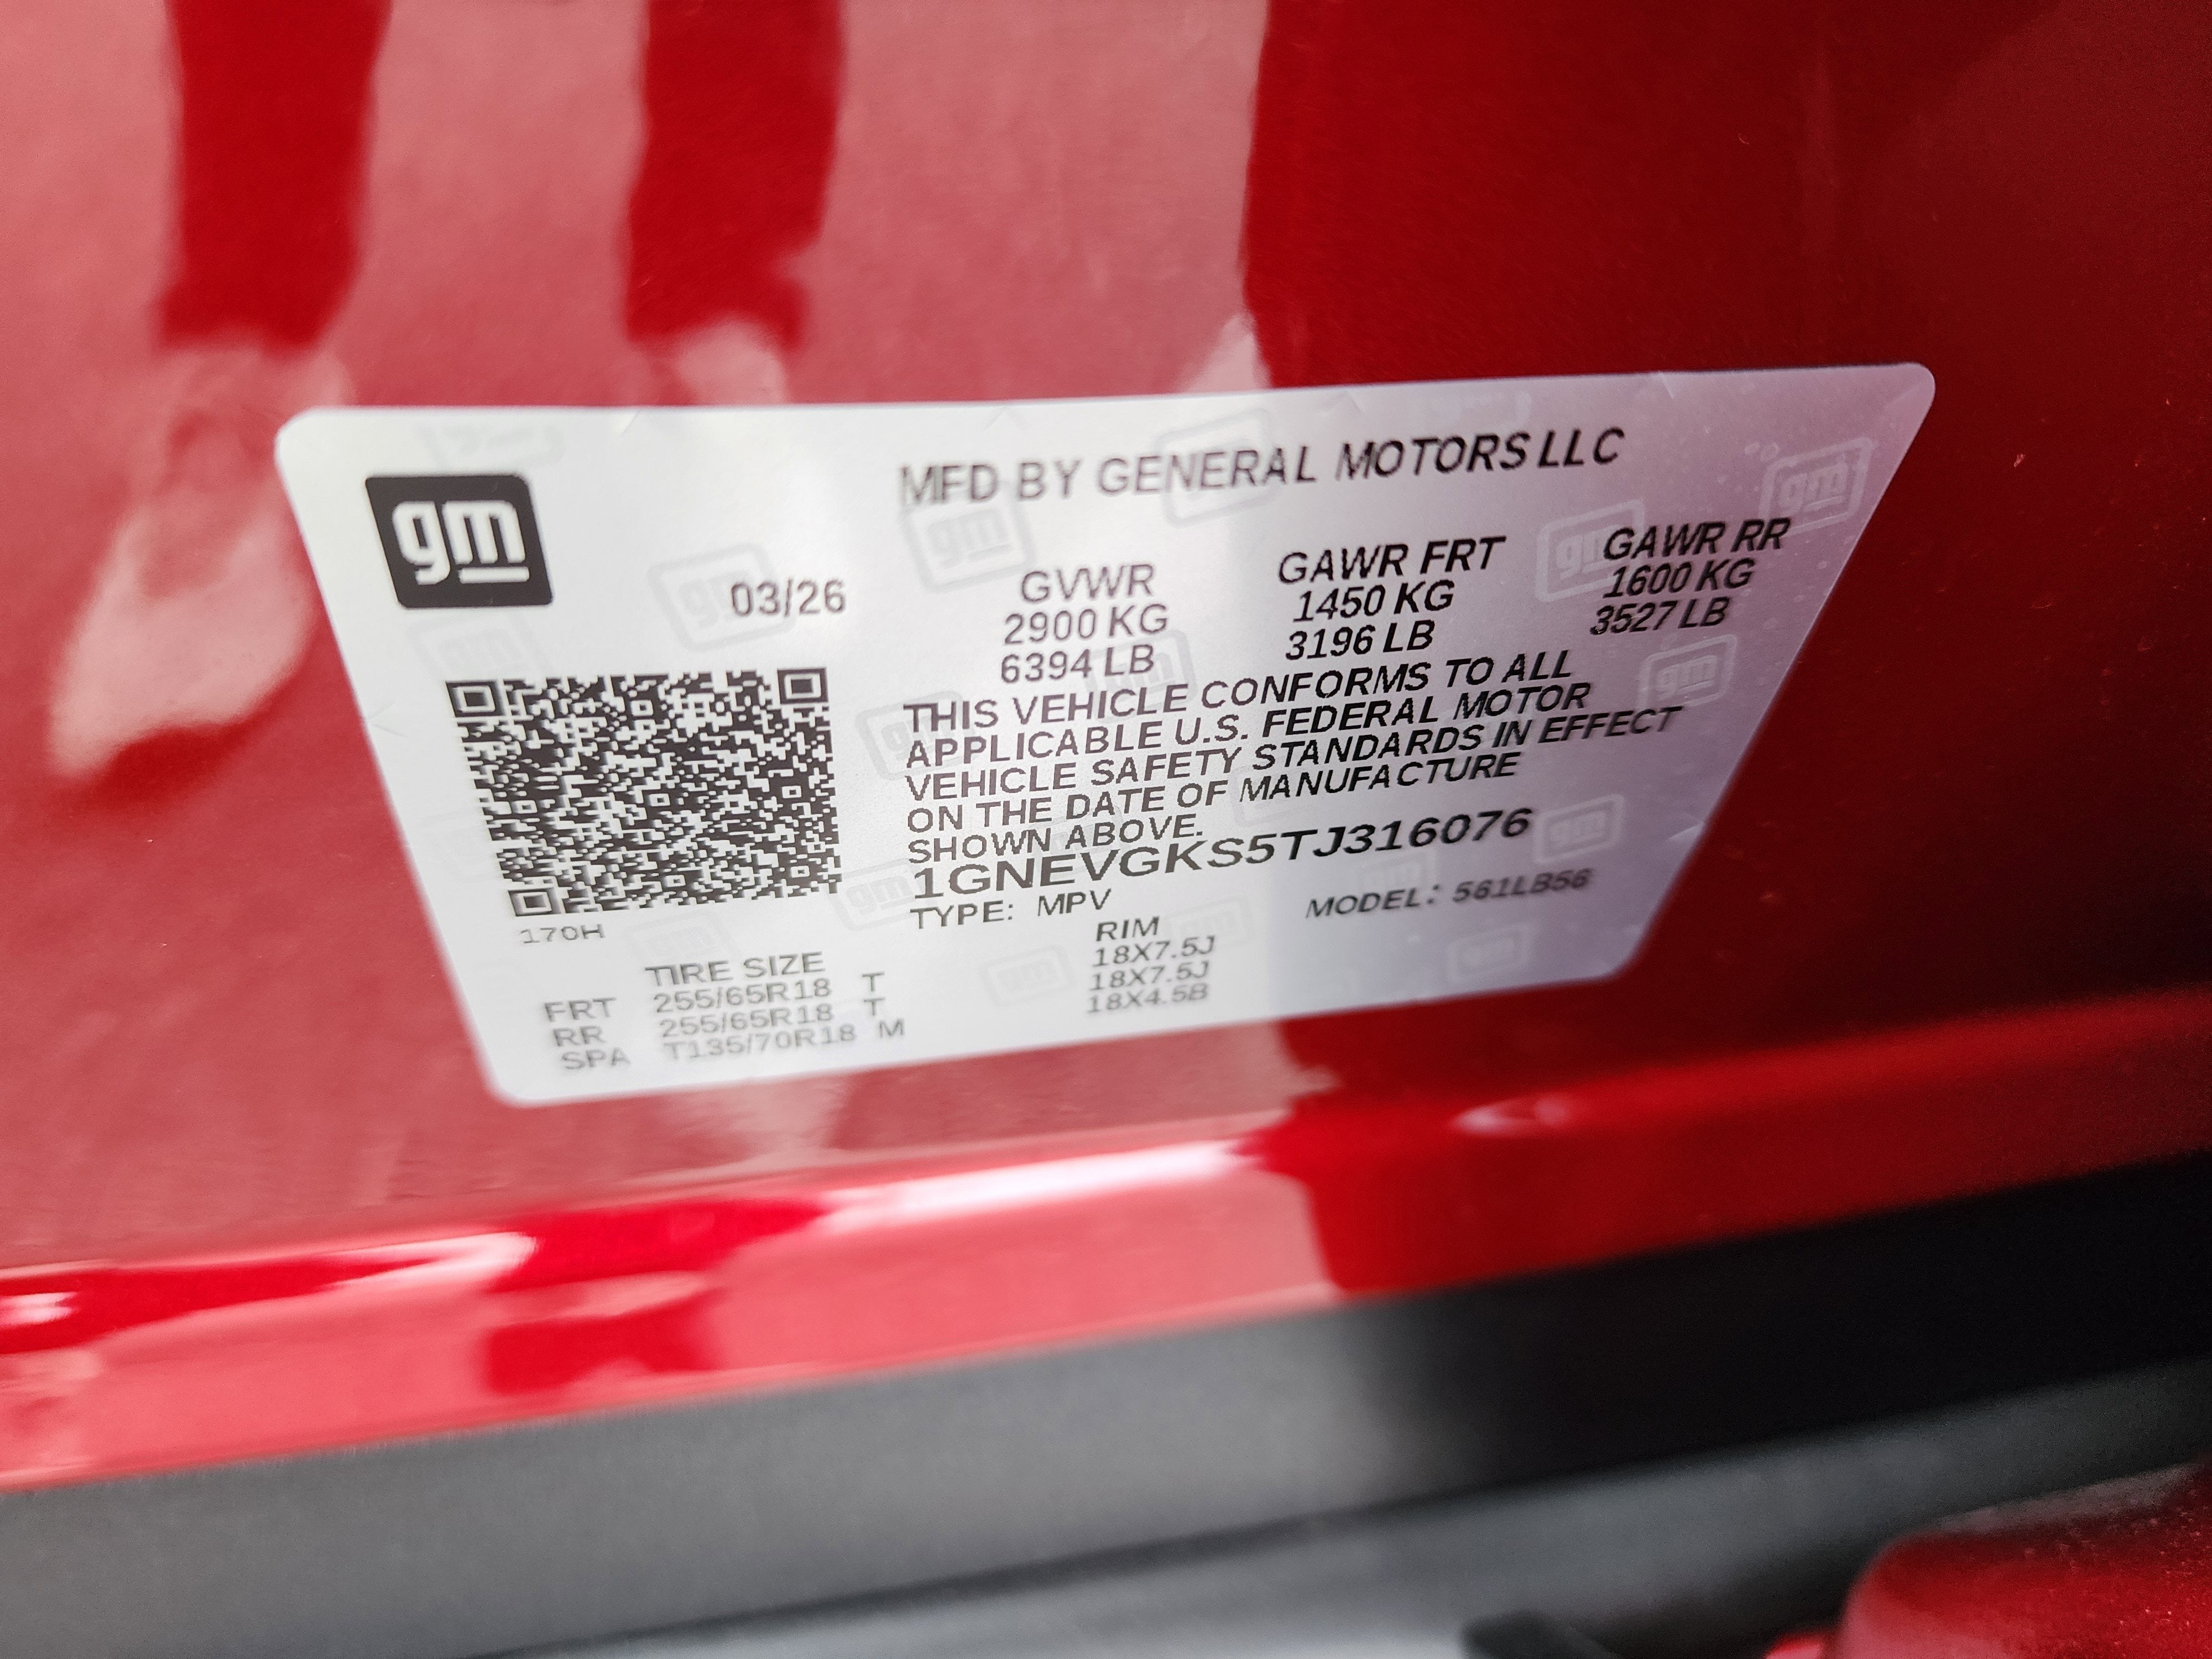 gm
MFD BY GENERAL MOTORS LLC
03/26
GVWR GAWR FRT GAWR RR
2900 KG 1450 KG 1600 KG
6394 LB 3196 LB 3527 LB
THIS VEHICLE CONFORMS TO ALL
APPLICABLE U.S. FEDERAL MOTOR
VEHICLE SAFETY STANDARDS IN EFFECT
ON THE DATE OF MANUFACTURE
SHOWN ABOVE.
1GNEVGKS5TJ316076
TYPE: MPV MODEL: 561LB56
170H
TIRE SIZE RIM
FRT 255/65R18 T 18X7.5J
RR 255/65R18 T 18X7.5J
SPA T135/70R18 M 18X4.5B